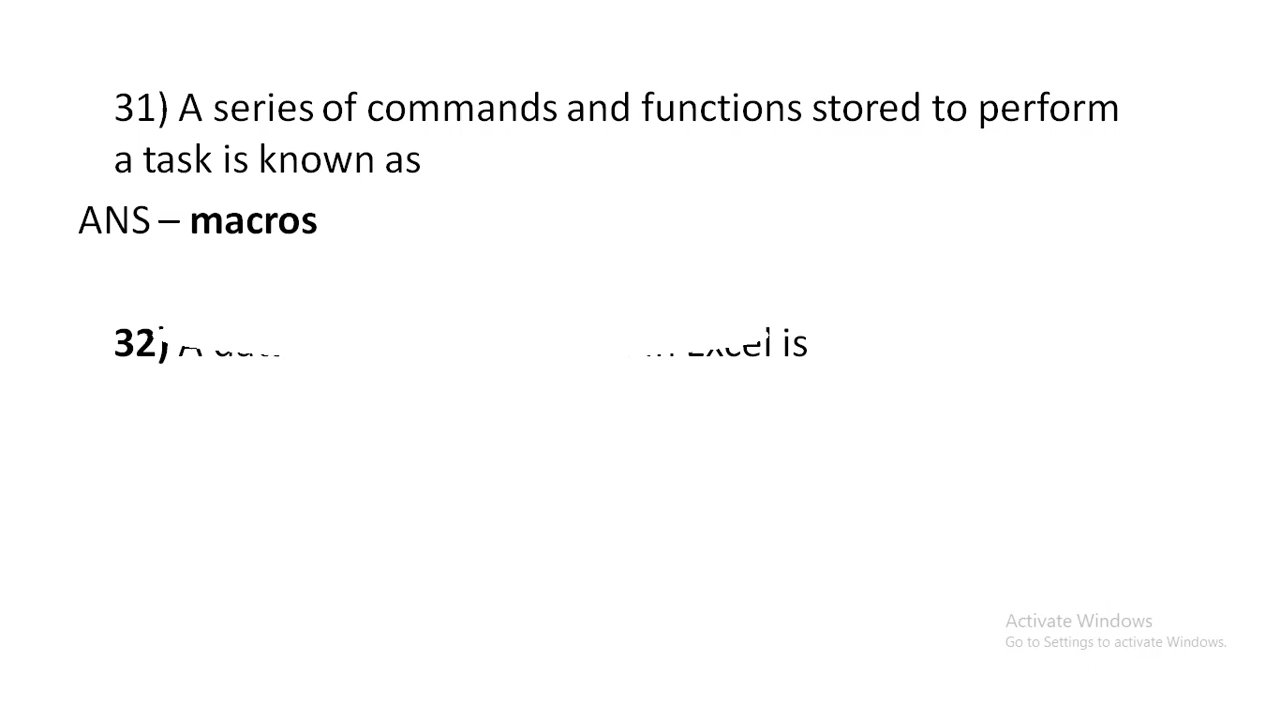 31) A series of commands and functions stored to perform
a task is known as
ANS – macros
32) A Excel is
Activate Windows
Go to Settings to activate Windows.